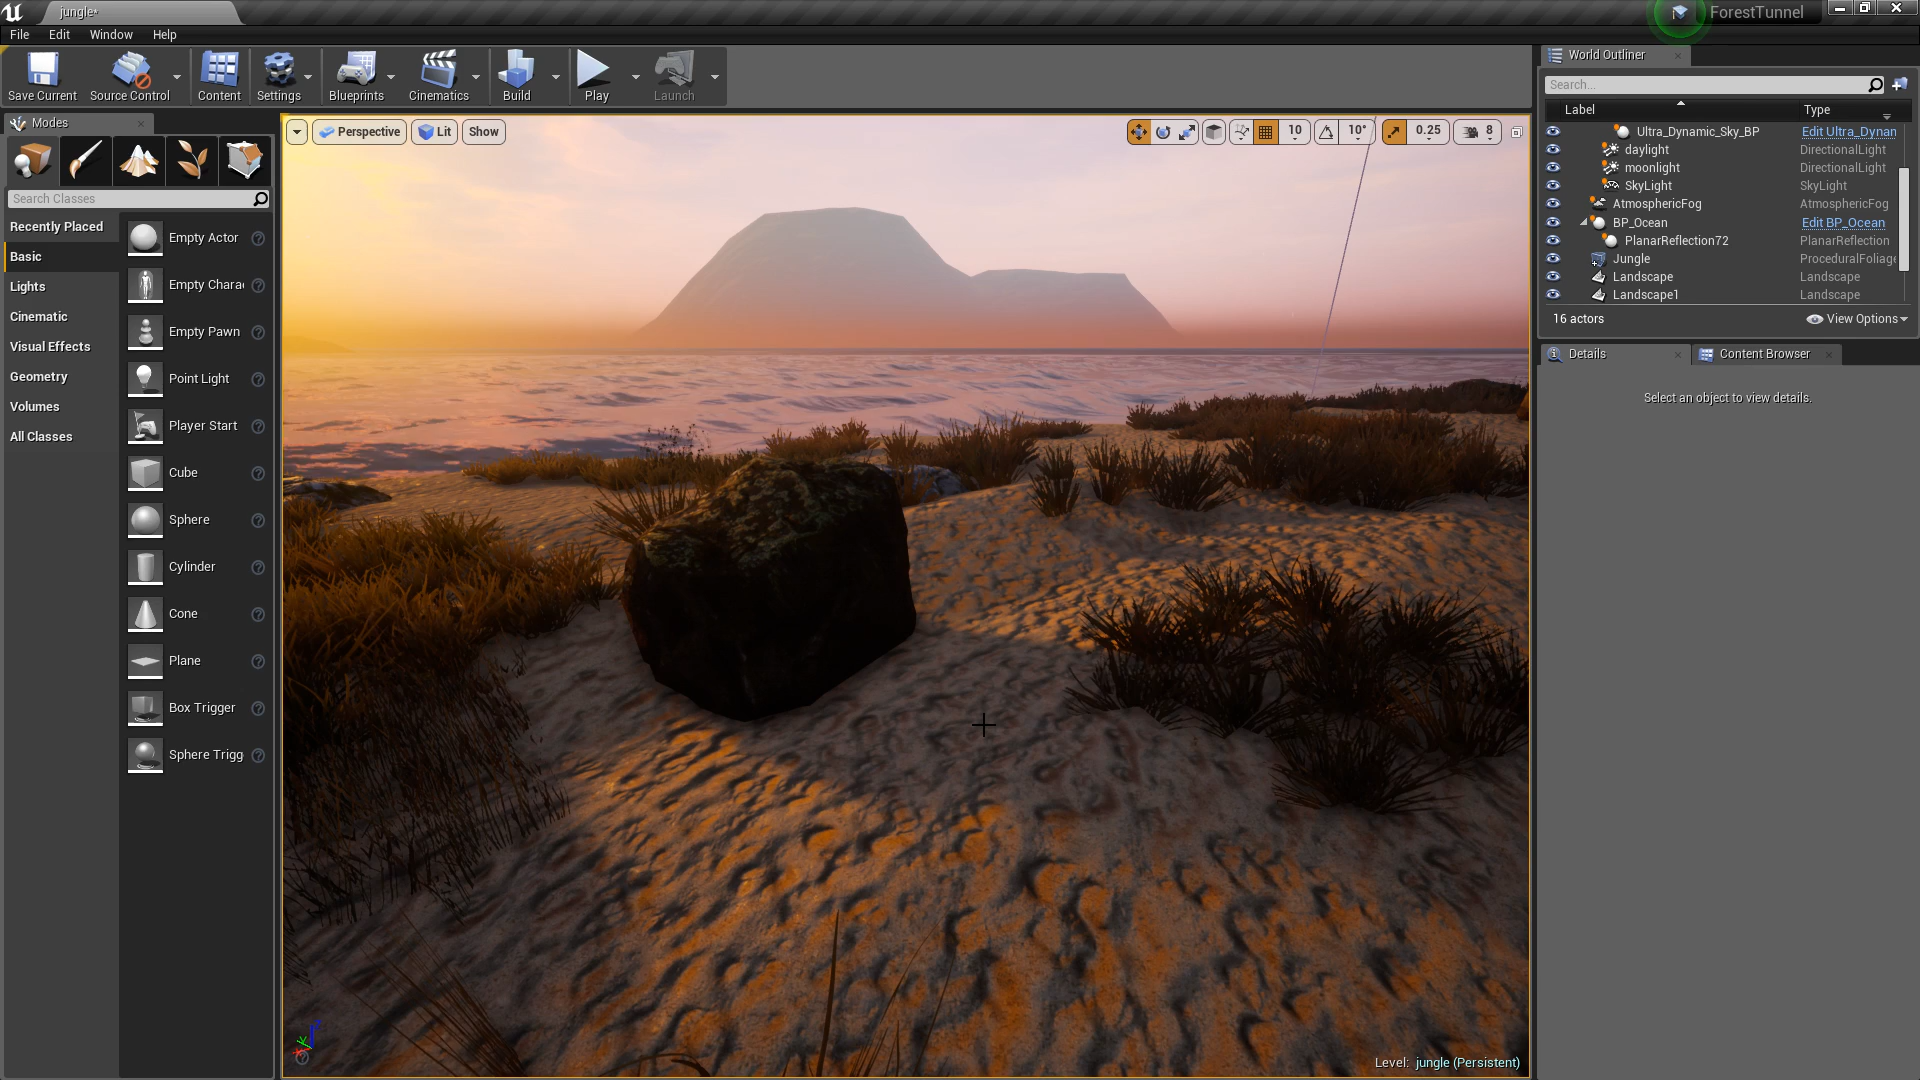 jungle*
ForestTunnel
File Edit Window Help
Save Current Source Control Content Settings Blueprints Cinematics Build Play Launch
Modes
Search Classes
Recently Placed
Basic
Lights
Cinematic
Visual Effects
Geometry
Volumes
All Classes
Empty Actor
Empty Charac
Empty Pawn
Point Light
Player Start
Cube
Sphere
Cylinder
Cone
Plane
Box Trigger
Sphere Trigg
Perspective Lit Show
10 10° 0.25 8
Level: jungle (Persistent)
World Outliner
Search...
Label Type
Ultra_Dynamic_Sky_BP Edit Ultra_Dynan
daylight DirectionalLight
moonlight DirectionalLight
SkyLight SkyLight
AtmosphericFog AtmosphericFog
BP_Ocean Edit BP_Ocean
PlanarReflection72 PlanarReflection
Jungle ProceduralFoliage
Landscape Landscape
Landscape1 Landscape
16 actors View Options
Details Content Browser
Select an object to view details.